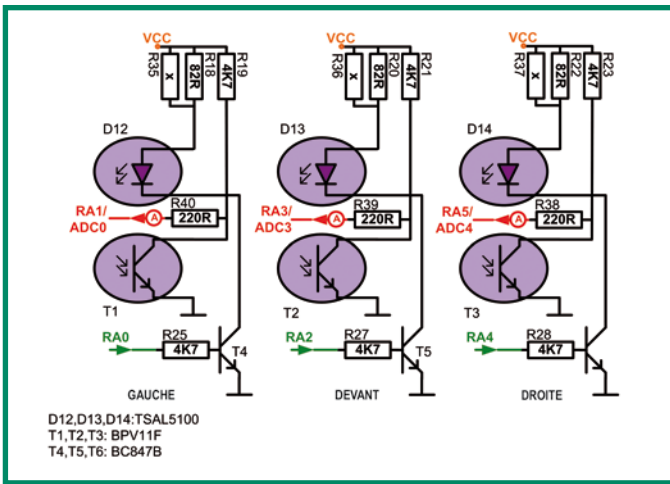 VCC
R35
x
R18
82R
R19
4K7
D12
RA1/
ADC0
A
R40
220R
T1
RA0
R25
4K7
T4
GAUCHE
VCC
R36
x
R20
82R
R21
4K7
D13
RA3/
ADC3
A
R39
220R
T2
RA2
R27
4K7
T5
DEVANT
VCC
R37
x
R22
82R
R23
4K7
D14
RA5/
ADC4
A
R38
220R
T3
RA4
R28
4K7
DROITE
D12,D13,D14:TSAL5100
T1,T2,T3: BPV11F
T4,T5,T6: BC847B